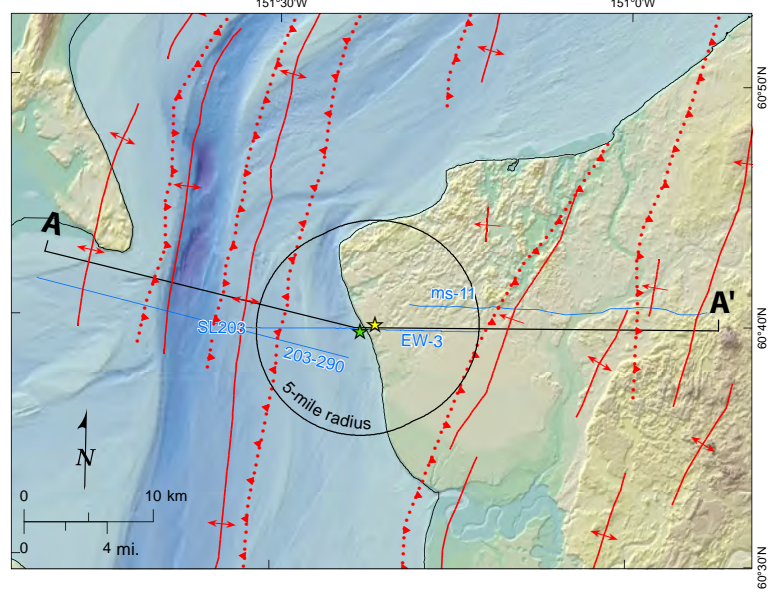 151°30'W
151°0'W
60°50'N
A
ms-11
A'
SL203
EW-3
60°40'N
203-290
5-mile radius
N
0 10 km
0 4 mi.
60°30'N